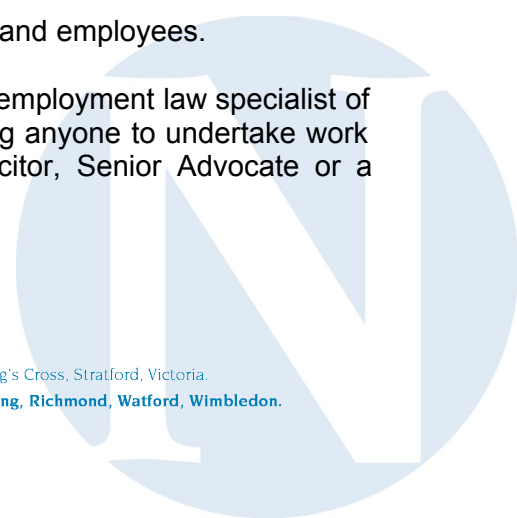 and employees.
employment law specialist of
g anyone to undertake work
citor, Senior Advocate or a
N
g's Cross, Stratford, Victoria.
ng, Richmond, Watford, Wimbledon.